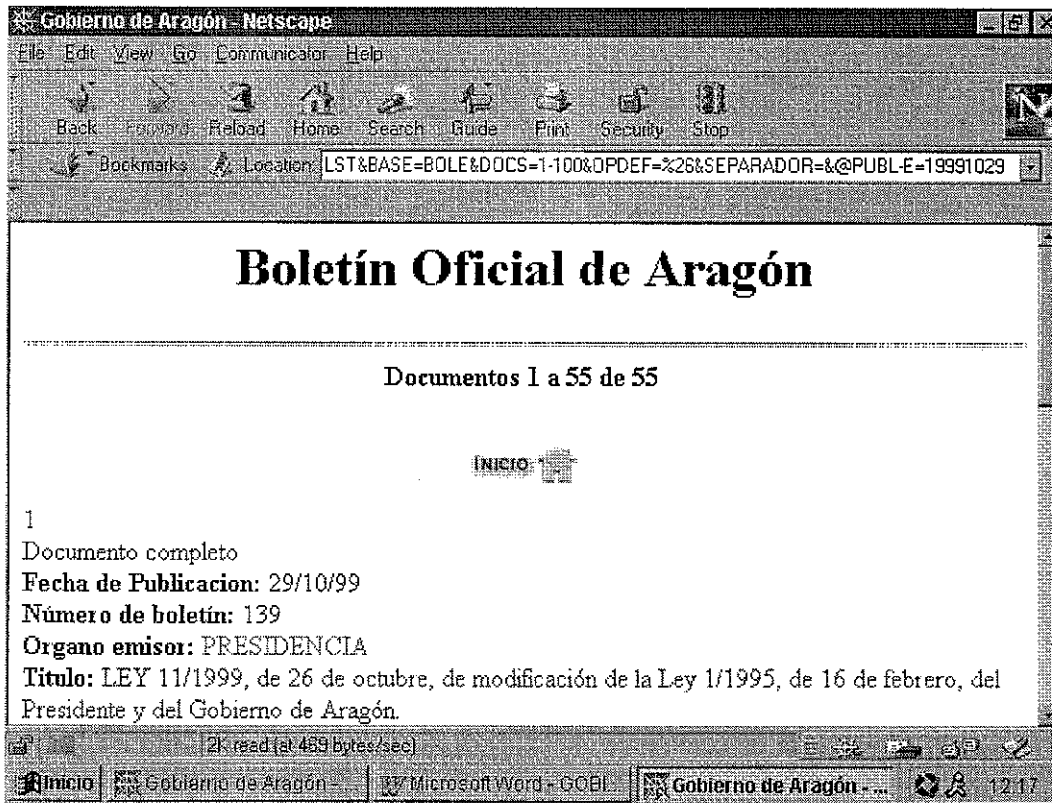 Gobierno de Aragón - Netscape
File Edit View Go Communicator Help
Back Forward Reload Home Search Guide Print Security Stop
N
Bookmarks Location: LST&BASE=BOLE&DOCS=1-100&OPDEF=%26&SEPARADOR=&@PUBL-E=19991029
Boletín Oficial de Aragón
Documentos 1 a 55 de 55
INICIO
1
Documento completo
Fecha de Publicacion: 29/10/99
Número de boletín: 139
Organo emisor: PRESIDENCIA
Titulo: LEY 11/1999, de 26 de octubre, de modificación de la Ley 1/1995, de 16 de febrero, del
Presidente y del Gobierno de Aragón.
2K read (at 469 bytes/sec)
Inicio Gobierno de Aragón - Microsoft Word - GOBI... Gobierno de Aragón - ... 12:17